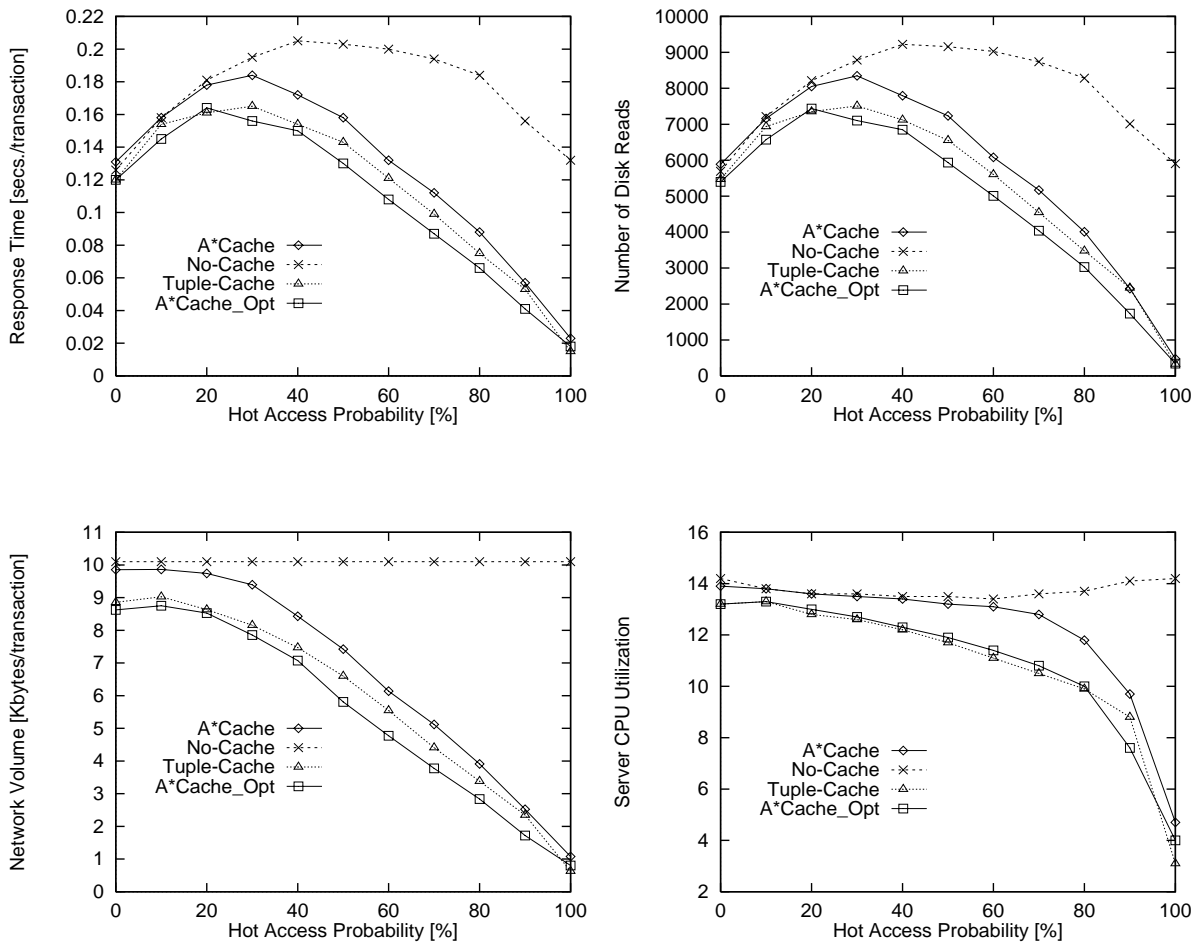 Response Time [secs./transaction]
0.22
0.2
0.18
0.16
0.14
0.12
0.1
0.08
0.06
0.04
0.02
0
A*Cache
No-Cache
Tuple-Cache
A*Cache_Opt
0 20 40 60 80 100
Hot Access Probability [%]
Number of Disk Reads
10000
9000
8000
7000
6000
5000
4000
3000
2000
1000
0
A*Cache
No-Cache
Tuple-Cache
A*Cache_Opt
0 20 40 60 80 100
Hot Access Probability [%]
Network Volume [Kbytes/transaction]
11
10
9
8
7
6
5
4
3
2
1
0
A*Cache
No-Cache
Tuple-Cache
A*Cache_Opt
0 20 40 60 80 100
Hot Access Probability [%]
Server CPU Utilization
16
14
12
10
8
6
4
2
A*Cache
No-Cache
Tuple-Cache
A*Cache_Opt
0 20 40 60 80 100
Hot Access Probability [%]